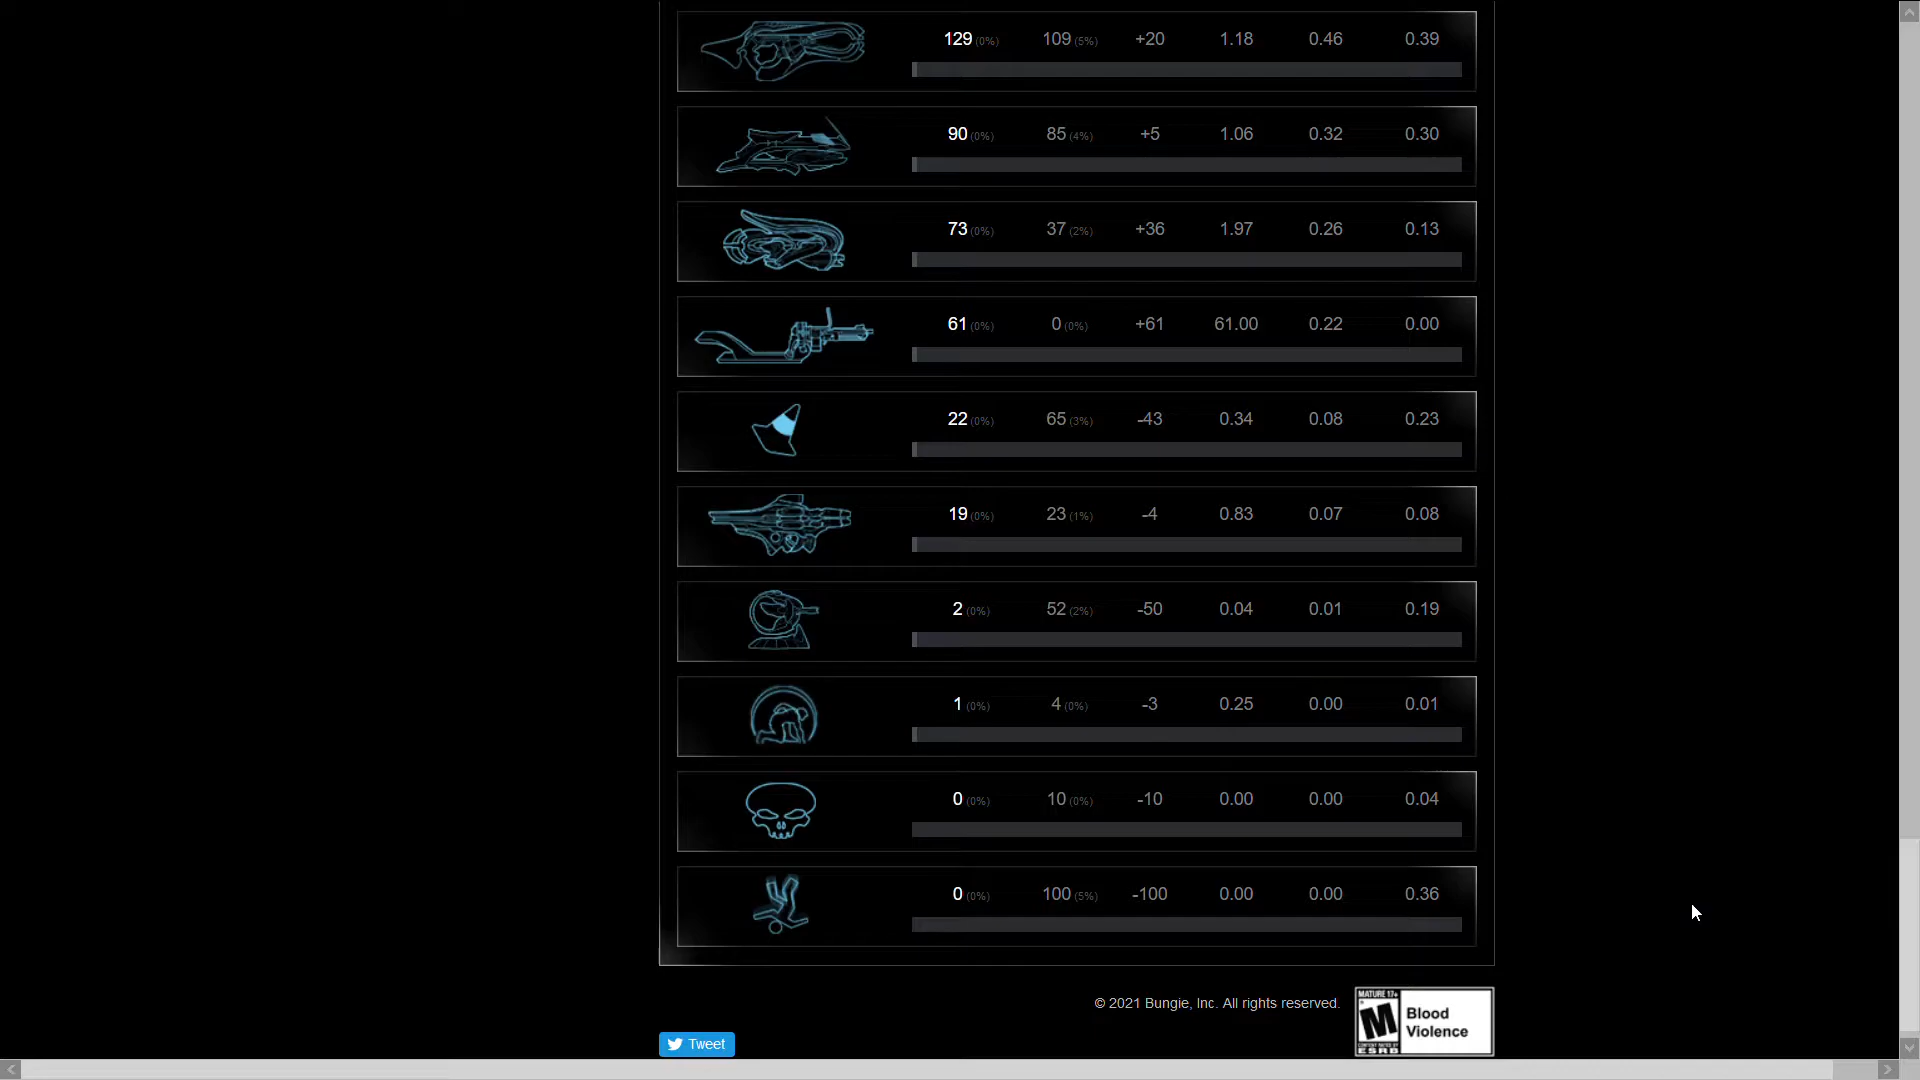 129 (0%) 109 (5%) +20 1.18 0.46 0.39
90 (0%) 85 (4%) +5 1.06 0.32 0.30
73 (0%) 37 (2%) +36 1.97 0.26 0.13
61 (0%) 0 (0%) +61 61.00 0.22 0.00
22 (0%) 65 (3%) -43 0.34 0.08 0.23
19 (0%) 23 (1%) -4 0.83 0.07 0.08
2 (0%) 52 (2%) -50 0.04 0.01 0.19
1 (0%) 4 (0%) -3 0.25 0.00 0.01
0 (0%) 10 (0%) -10 0.00 0.00 0.04
0 (0%) 100 (5%) -100 0.00 0.00 0.36
© 2021 Bungie, Inc. All rights reserved.
MATURE 17+
M
CONTENT RATED BY
ESRB
Blood
Violence
Tweet